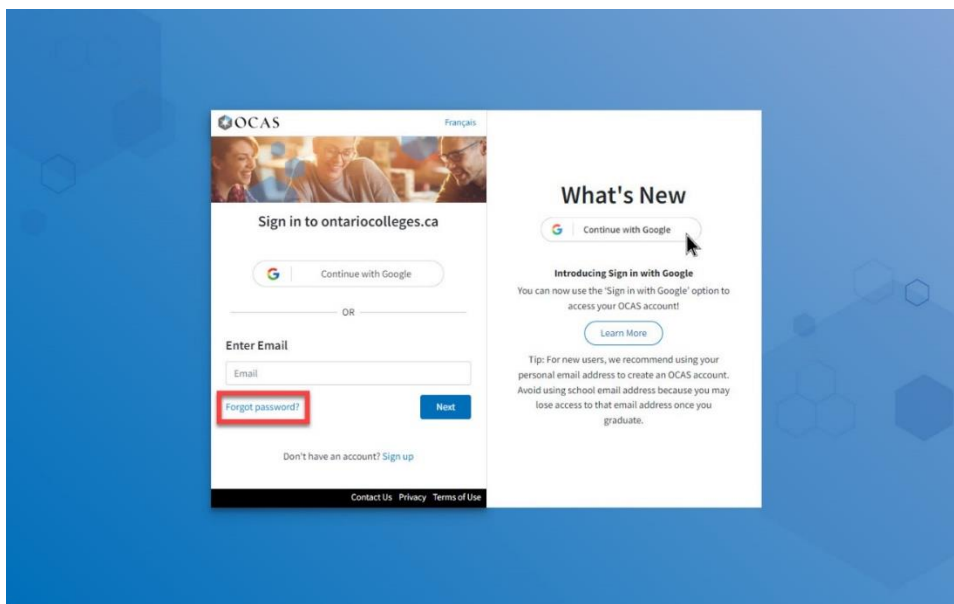 OCAS
Français
Sign in to ontariocolleges.ca
Continue with Google
OR
Enter Email
Email
Forgot password?
Next
Don't have an account? Sign up
Contact Us Privacy Terms of Use
What's New
Continue with Google
Introducing Sign in with Google
You can now use the 'Sign in with Google' option to
access your OCAS account!
Learn More
Tip: For new users, we recommend using your
personal email address to create an OCAS account.
Avoid using school email address because you may
lose access to that email address once you
graduate.